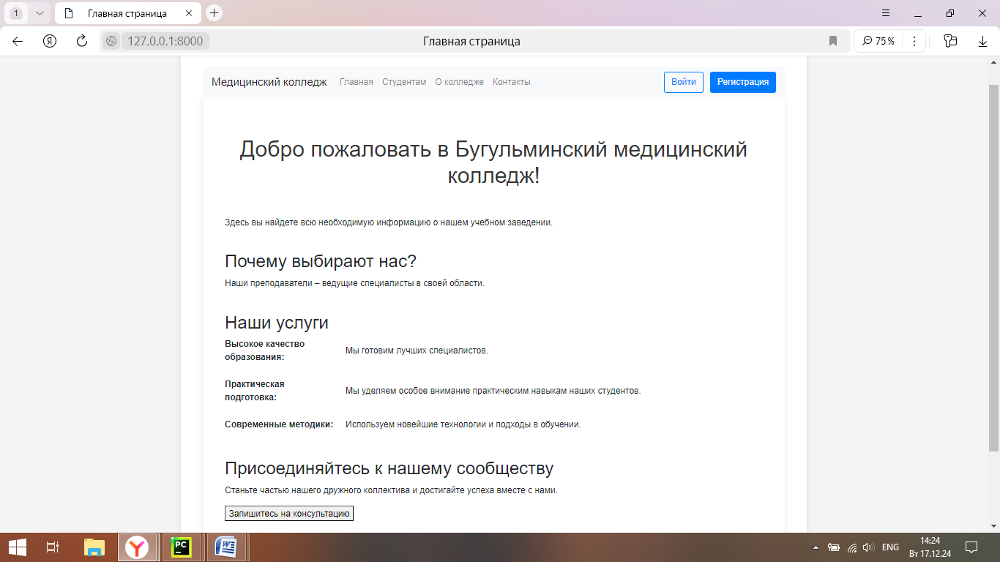 1
Главная страница
127.0.0.1:8000
Главная страница
75 %
Медицинский колледж Главная Студентам О колледже Контакты Войти Регистрация
Добро пожаловать в Бугульминский медицинский
колледж!
Здесь вы найдете всю необходимую информацию о нашем учебном заведении.
Почему выбирают нас?
Наши преподаватели – ведущие специалисты в своей области.
Наши услуги
Высокое качество
образования:
Мы готовим лучших специалистов.
Практическая
подготовка:
Мы уделяем особое внимание практическим навыкам наших студентов.
Современные методики: Используем новейшие технологии и подходы в обучении.
Присоединяйтесь к нашему сообществу
Станьте частью нашего дружного коллектива и достигайте успеха вместе с нами.
Запишитесь на консультацию
PC
ENG
14:24
Вт 17.12.24